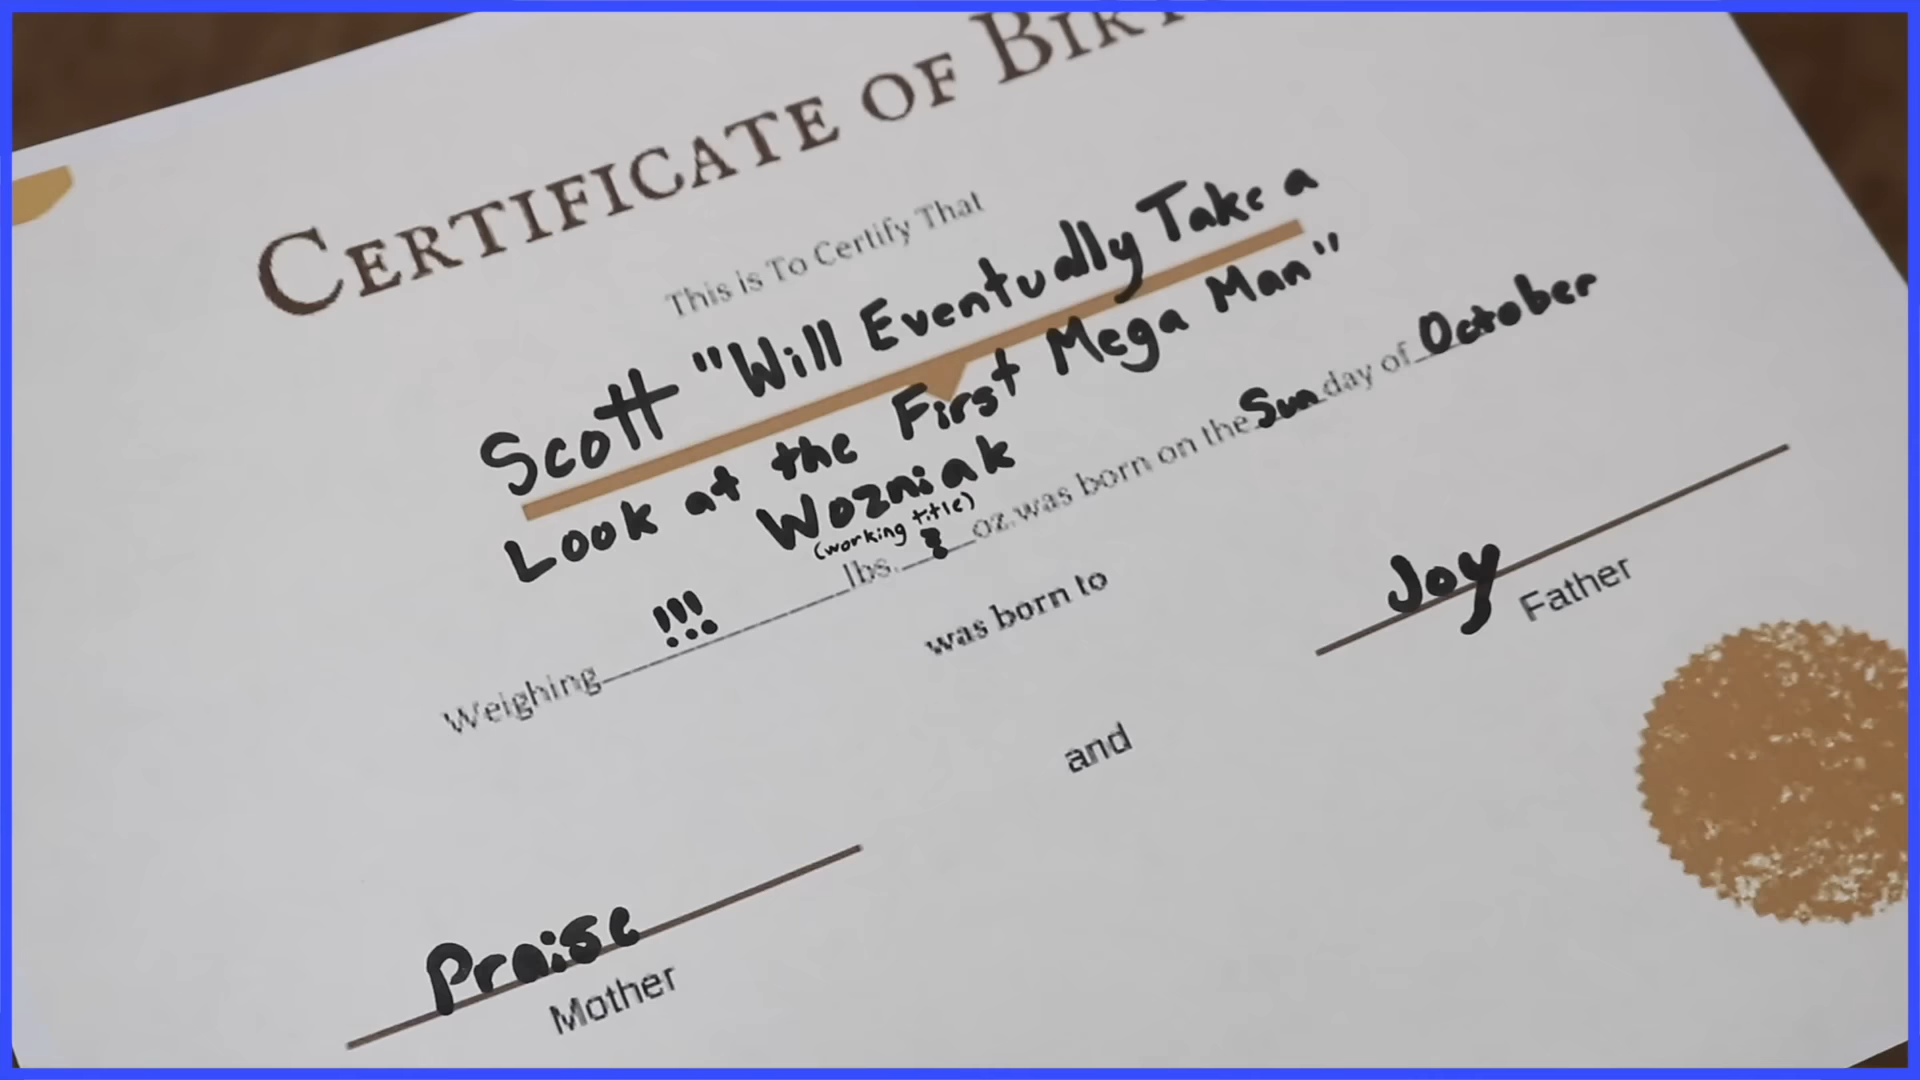 CERTIFICATE OF BIRT
This is To Certify That
Scott "Will Eventually Take a
Look at the First Mega Man"
Wozniak
(working title)
Weighing !!! lbs. oz. was born on the Sun day of October
was born to
Joy
Father
and
Praise
Mother